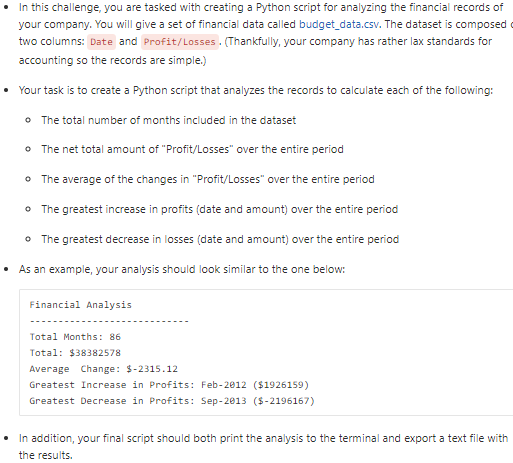 • In this challenge, you are tasked with creating a Python script for analyzing the financial records of
your company. You will give a set of financial data called budget_data.csv. The dataset is composed
two columns: Date and Profit/Losses. (Thankfully, your company has rather lax standards for
accounting so the records are simple.)
• Your task is to create a Python script that analyzes the records to calculate each of the following:
o The total number of months included in the dataset
o The net total amount of "Profit/Losses" over the entire period
o The average of the changes in "Profit/Losses" over the entire period
o The greatest increase in profits (date and amount) over the entire period
o The greatest decrease in losses (date and amount) over the entire period
• As an example, your analysis should look similar to the one below:
Financial Analysis
----------------------------
Total Months: 86
Total: $38382578
Average  Change: $-2315.12
Greatest Increase in Profits: Feb-2012 ($1926159)
Greatest Decrease in Profits: Sep-2013 ($-2196167)
• In addition, your final script should both print the analysis to the terminal and export a text file with
the results.